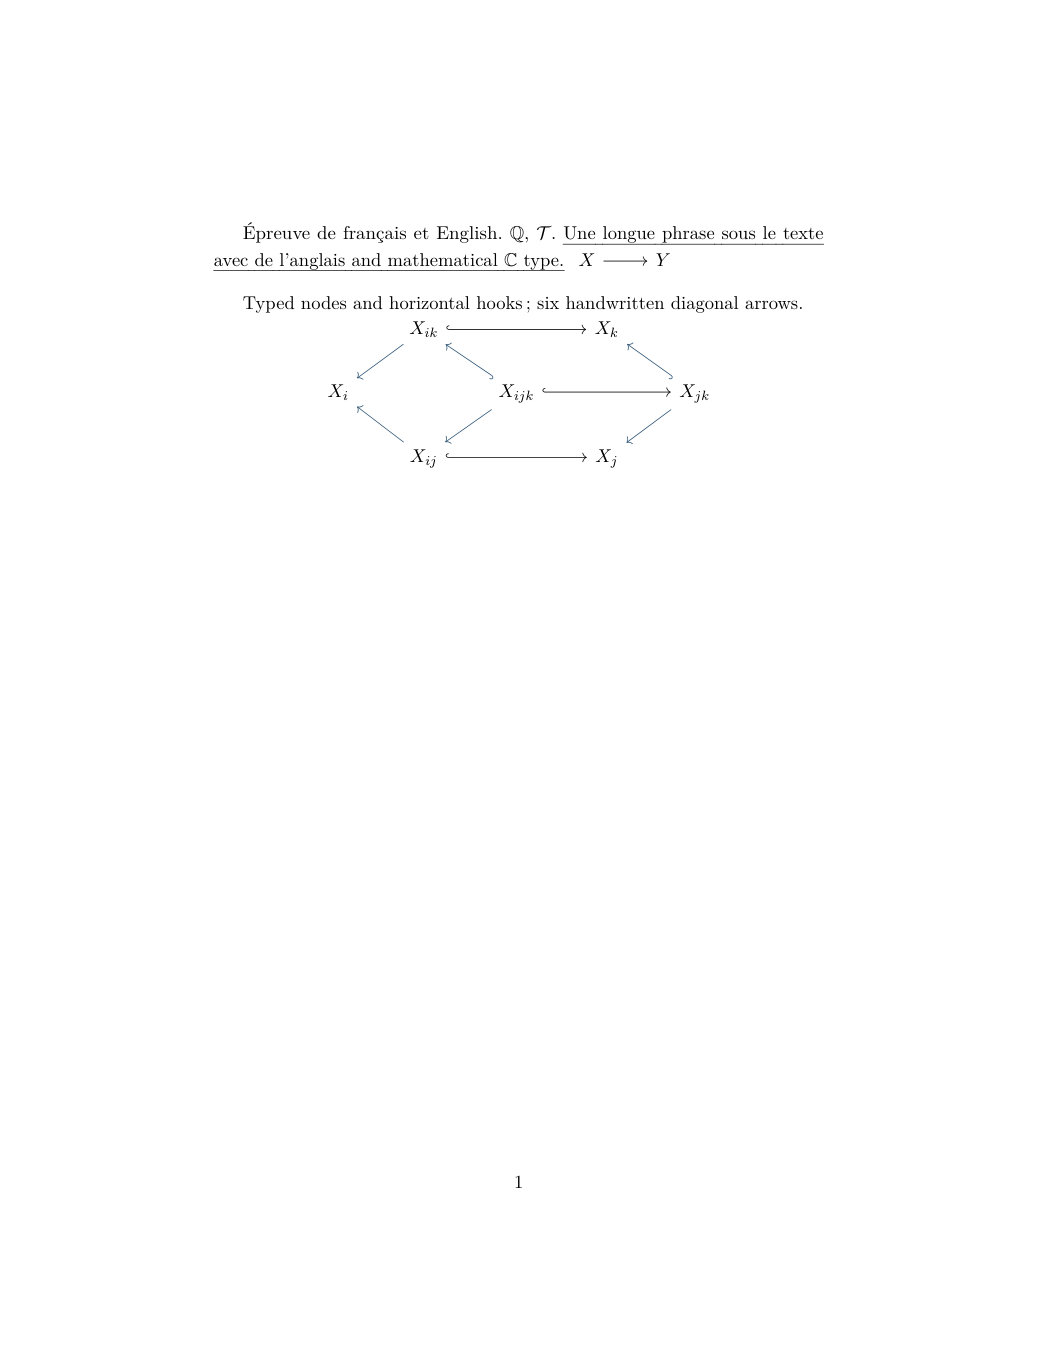 Épreuve de français et English. ℚ, 𝒯. Une longue phrase sous le texte
avec de l'anglais and mathematical ℂ type. X ⟶ Y
Typed nodes and horizontal hooks ; six handwritten diagonal arrows.
X_{ik} X_k
X_i X_{ijk} X_{jk}
X_{ij} X_j
1